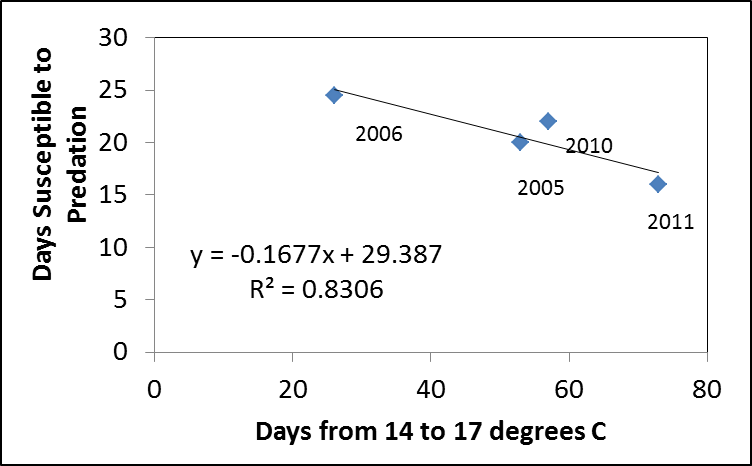 Days Susceptible to
Predation
30
25
20
15
10
5
0
2006
2010
2005
2011
y = -0.1677x + 29.387
R² = 0.8306
0 20 40 60 80
Days from 14 to 17 degrees C